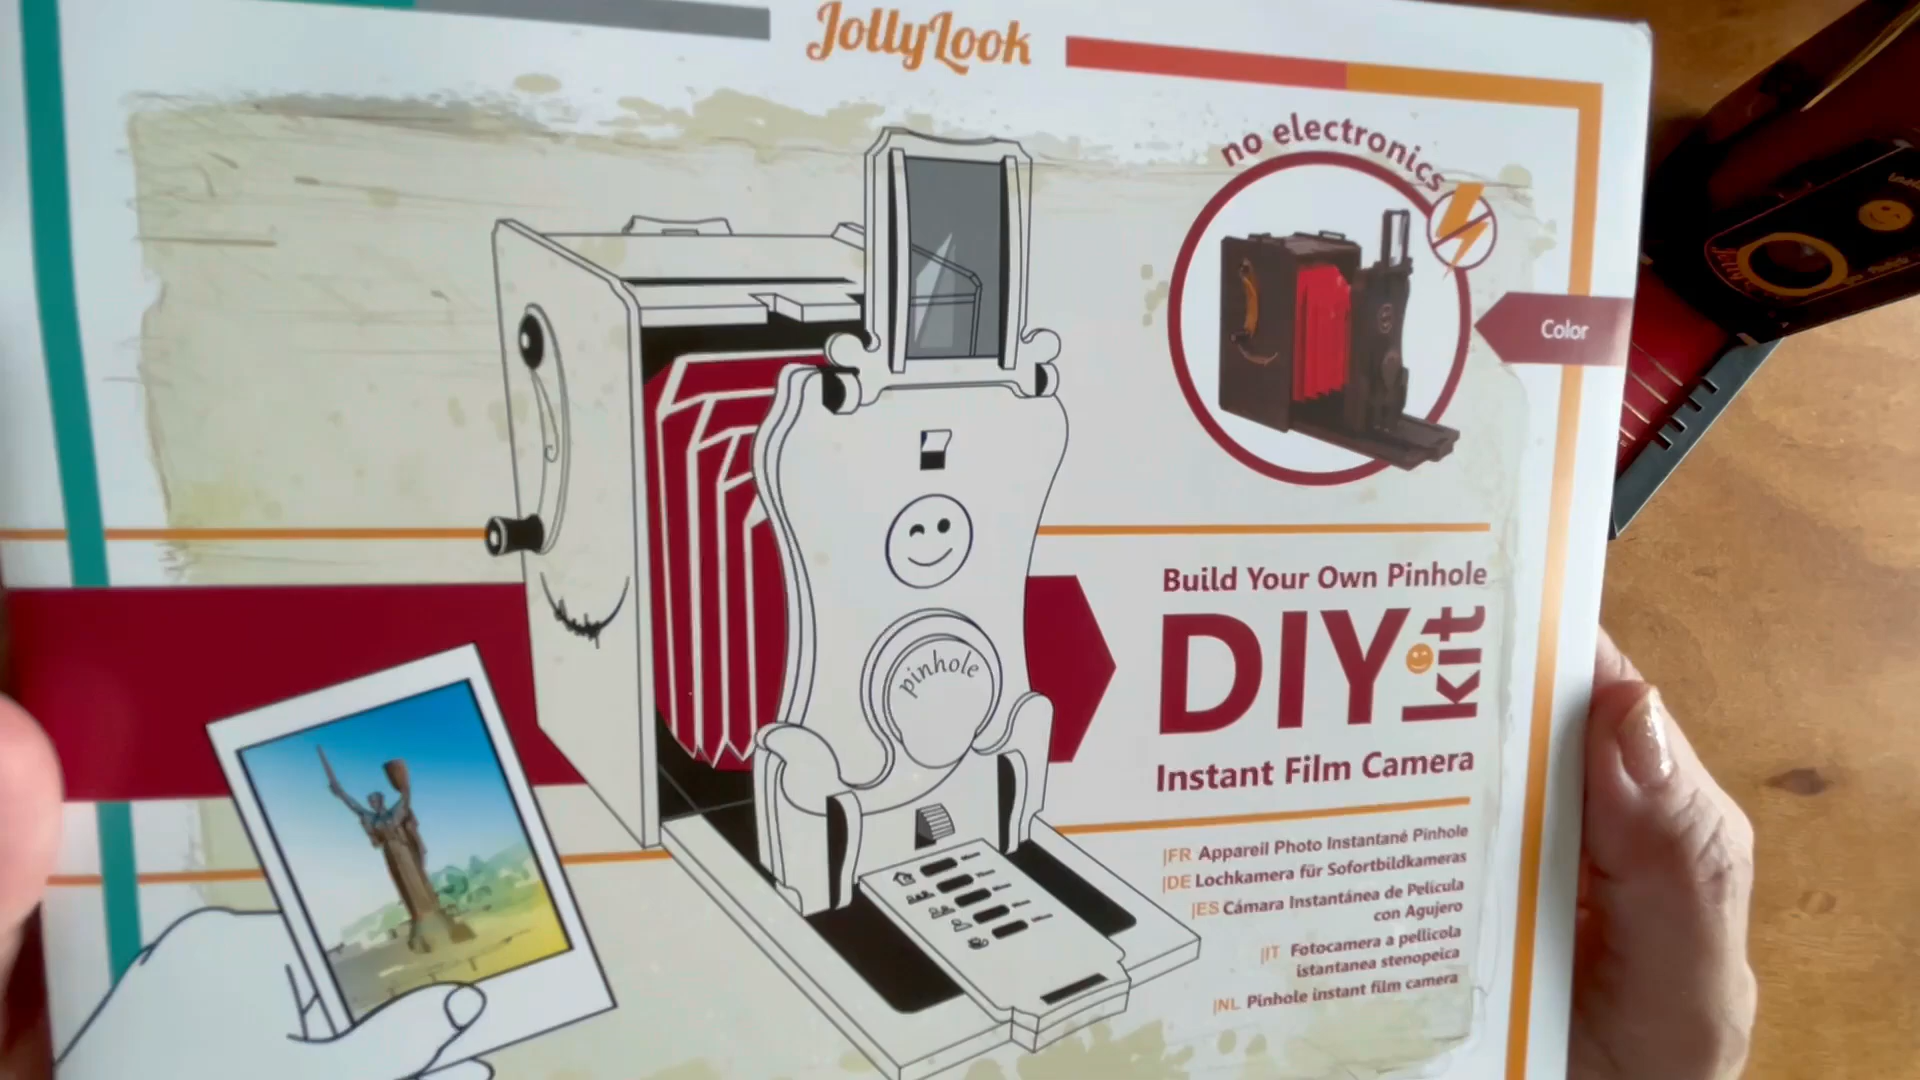 JollyLook
no electronics
Color
Build Your Own Pinhole
DIY kit
Instant Film Camera
pinhole
|FR Appareil Photo Instantané Pinhole
|DE Lochkamera für Sofortbildkameras
|ES Cámara Instantánea de Película
con Agujero
|IT Fotocamera a pellicola
istantanea stenopeica
|NL Pinhole instant film camera